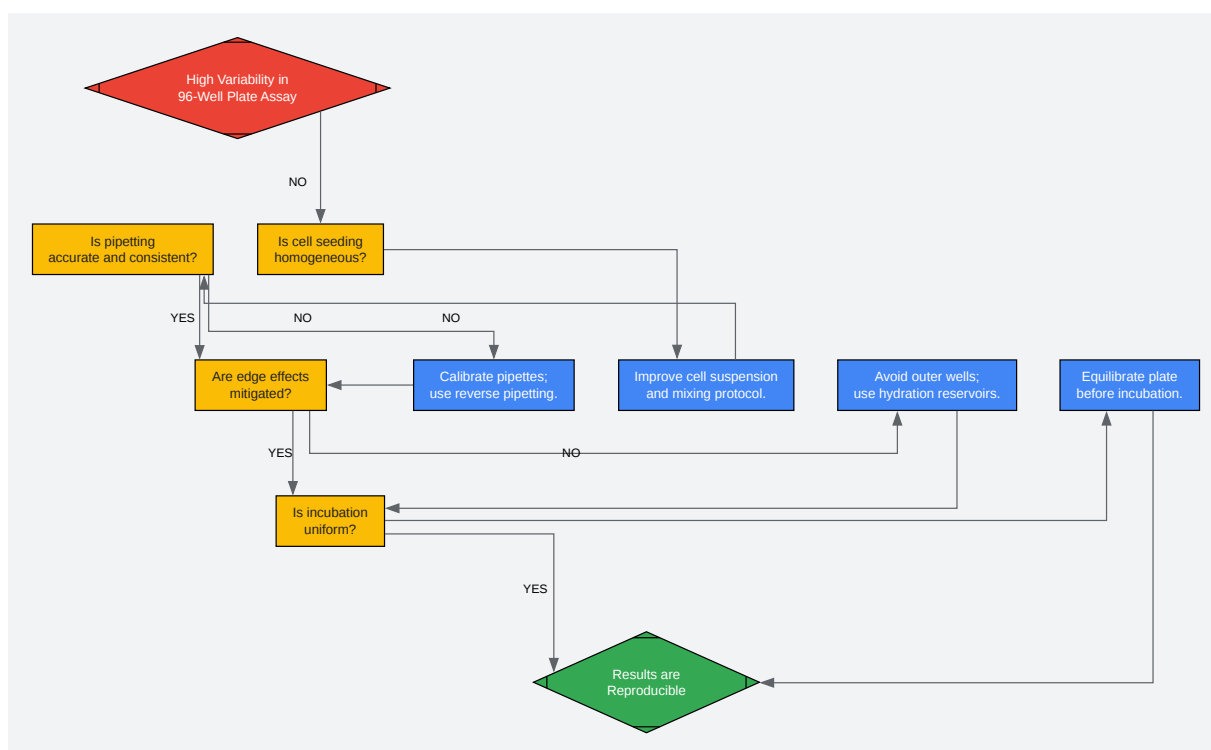 High Variability in
96-Well Plate Assay
NO
Is pipetting
accurate and consistent?
Is cell seeding
homogeneous?
YES
NO
NO
Are edge effects
mitigated?
Calibrate pipettes;
use reverse pipetting.
Improve cell suspension
and mixing protocol.
Avoid outer wells;
use hydration reservoirs.
Equilibrate plate
before incubation.
YES
NO
Is incubation
uniform?
YES
Results are
Reproducible